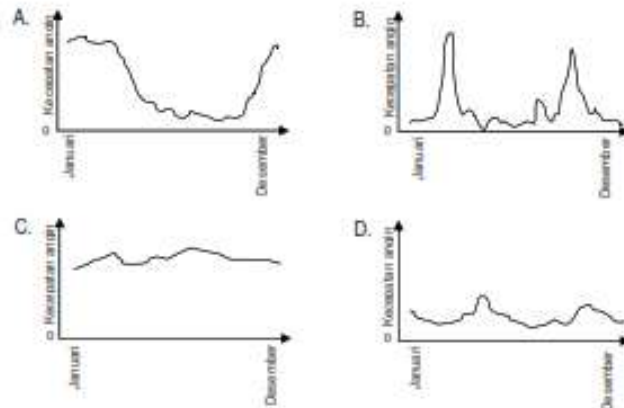 A.
Kecepatan angin
0
Januari
Desember
B.
Kecepatan angin
0
Januari
Desember
C.
Kecepatan angin
0
Januari
Desember
D.
Kecepatan angin
0
Januari
Desember